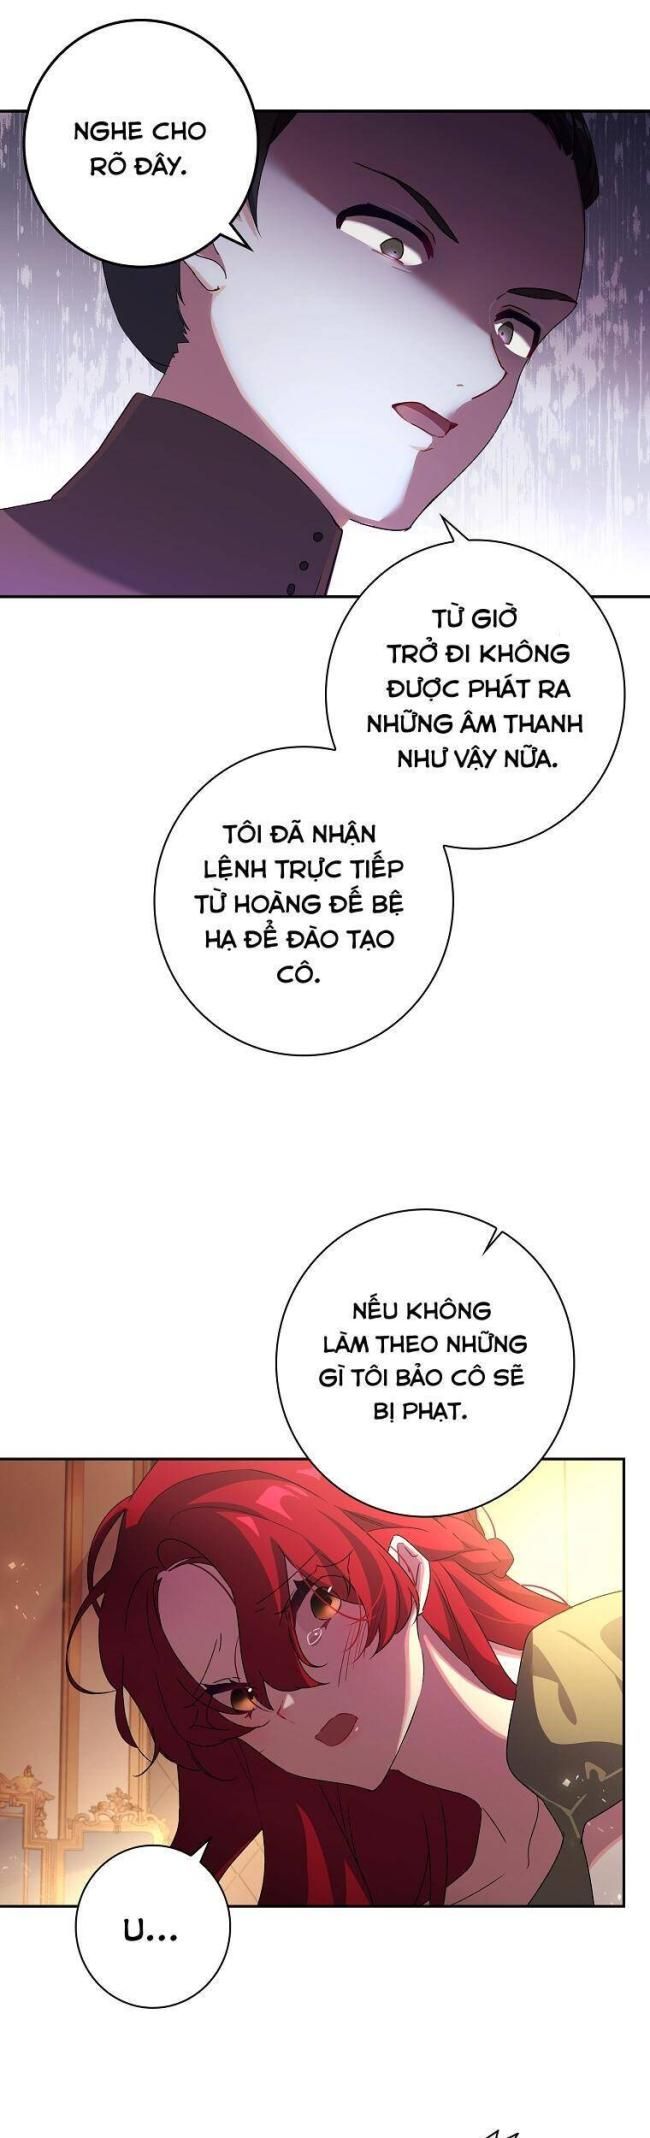 NGHE CHO
RÕ ĐÂY.
TỪ GIỜ
TRỞ ĐI KHÔNG
ĐƯỢC PHÁT RA
NHỮNG ÂM THANH
NHƯ VẬY NỮA.
TÔI ĐÃ NHẬN
LỆNH TRỰC TIẾP
TỪ HOÀNG ĐẾ BỆ
HẠ ĐỂ ĐÀO TẠO
CÔ.
NẾU KHÔNG
LÀM THEO NHỮNG
GÌ TÔI BẢO CÔ SẼ
BỊ PHẠT.
U...